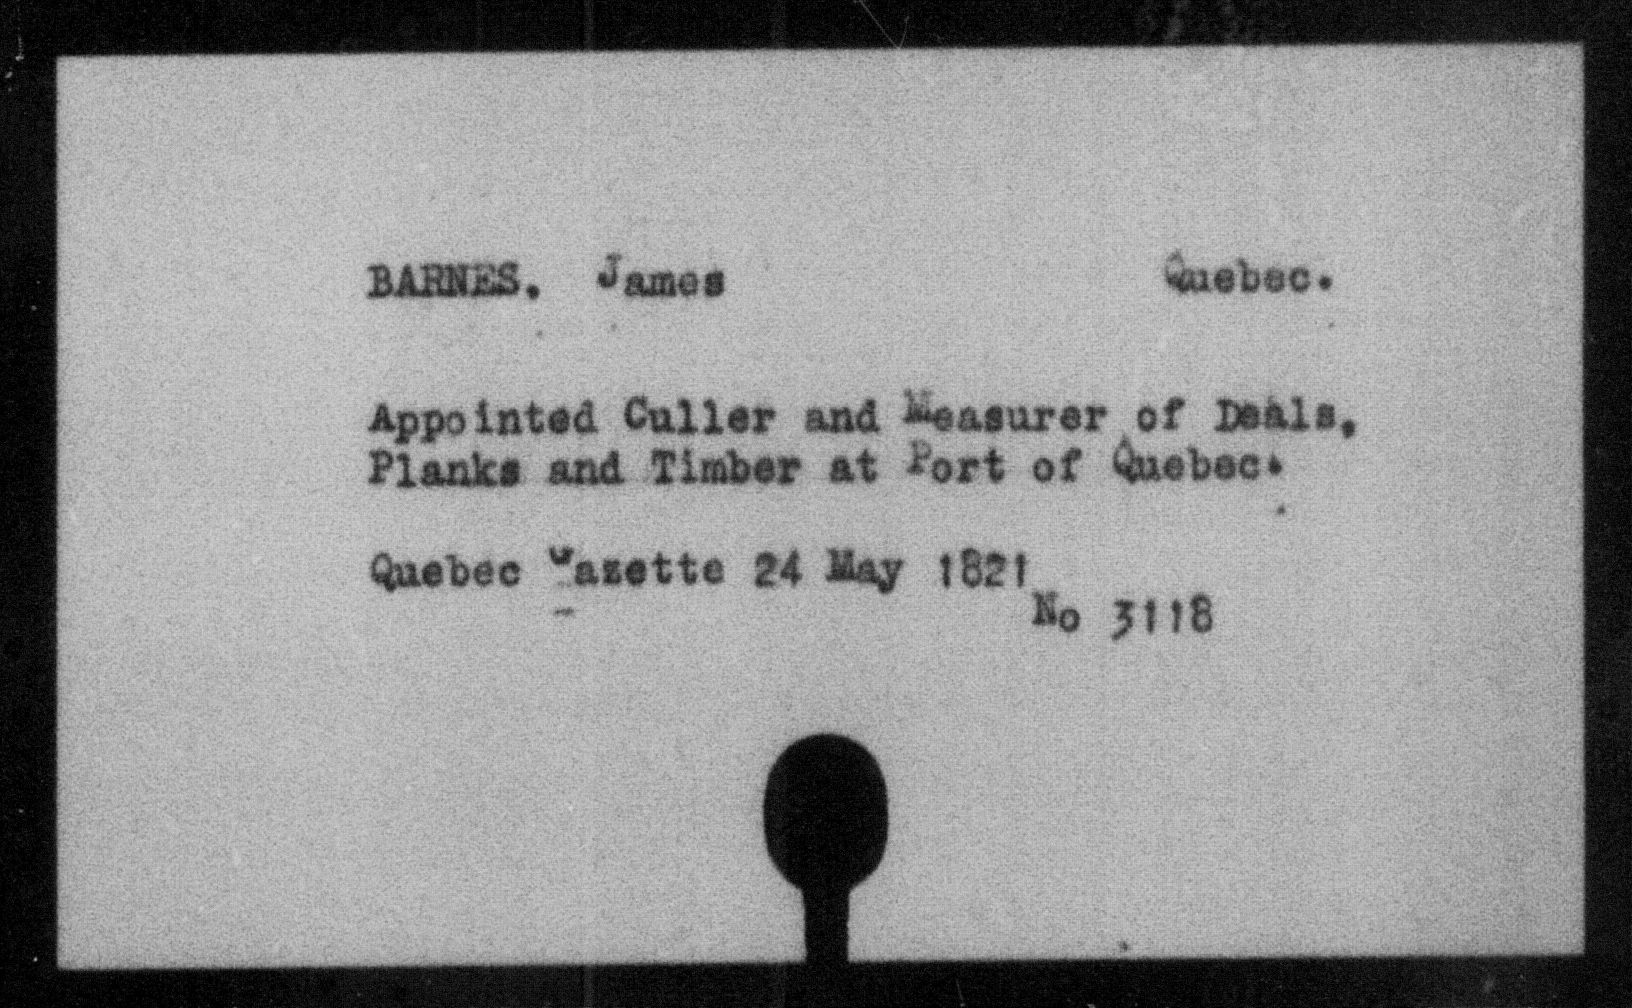 BARNES. James Quebec.
Appointed Culler and Measurer of Deals,
Planks and Timber at Port of Quebec.
Quebec Gazette 24 May 1821
No 3118